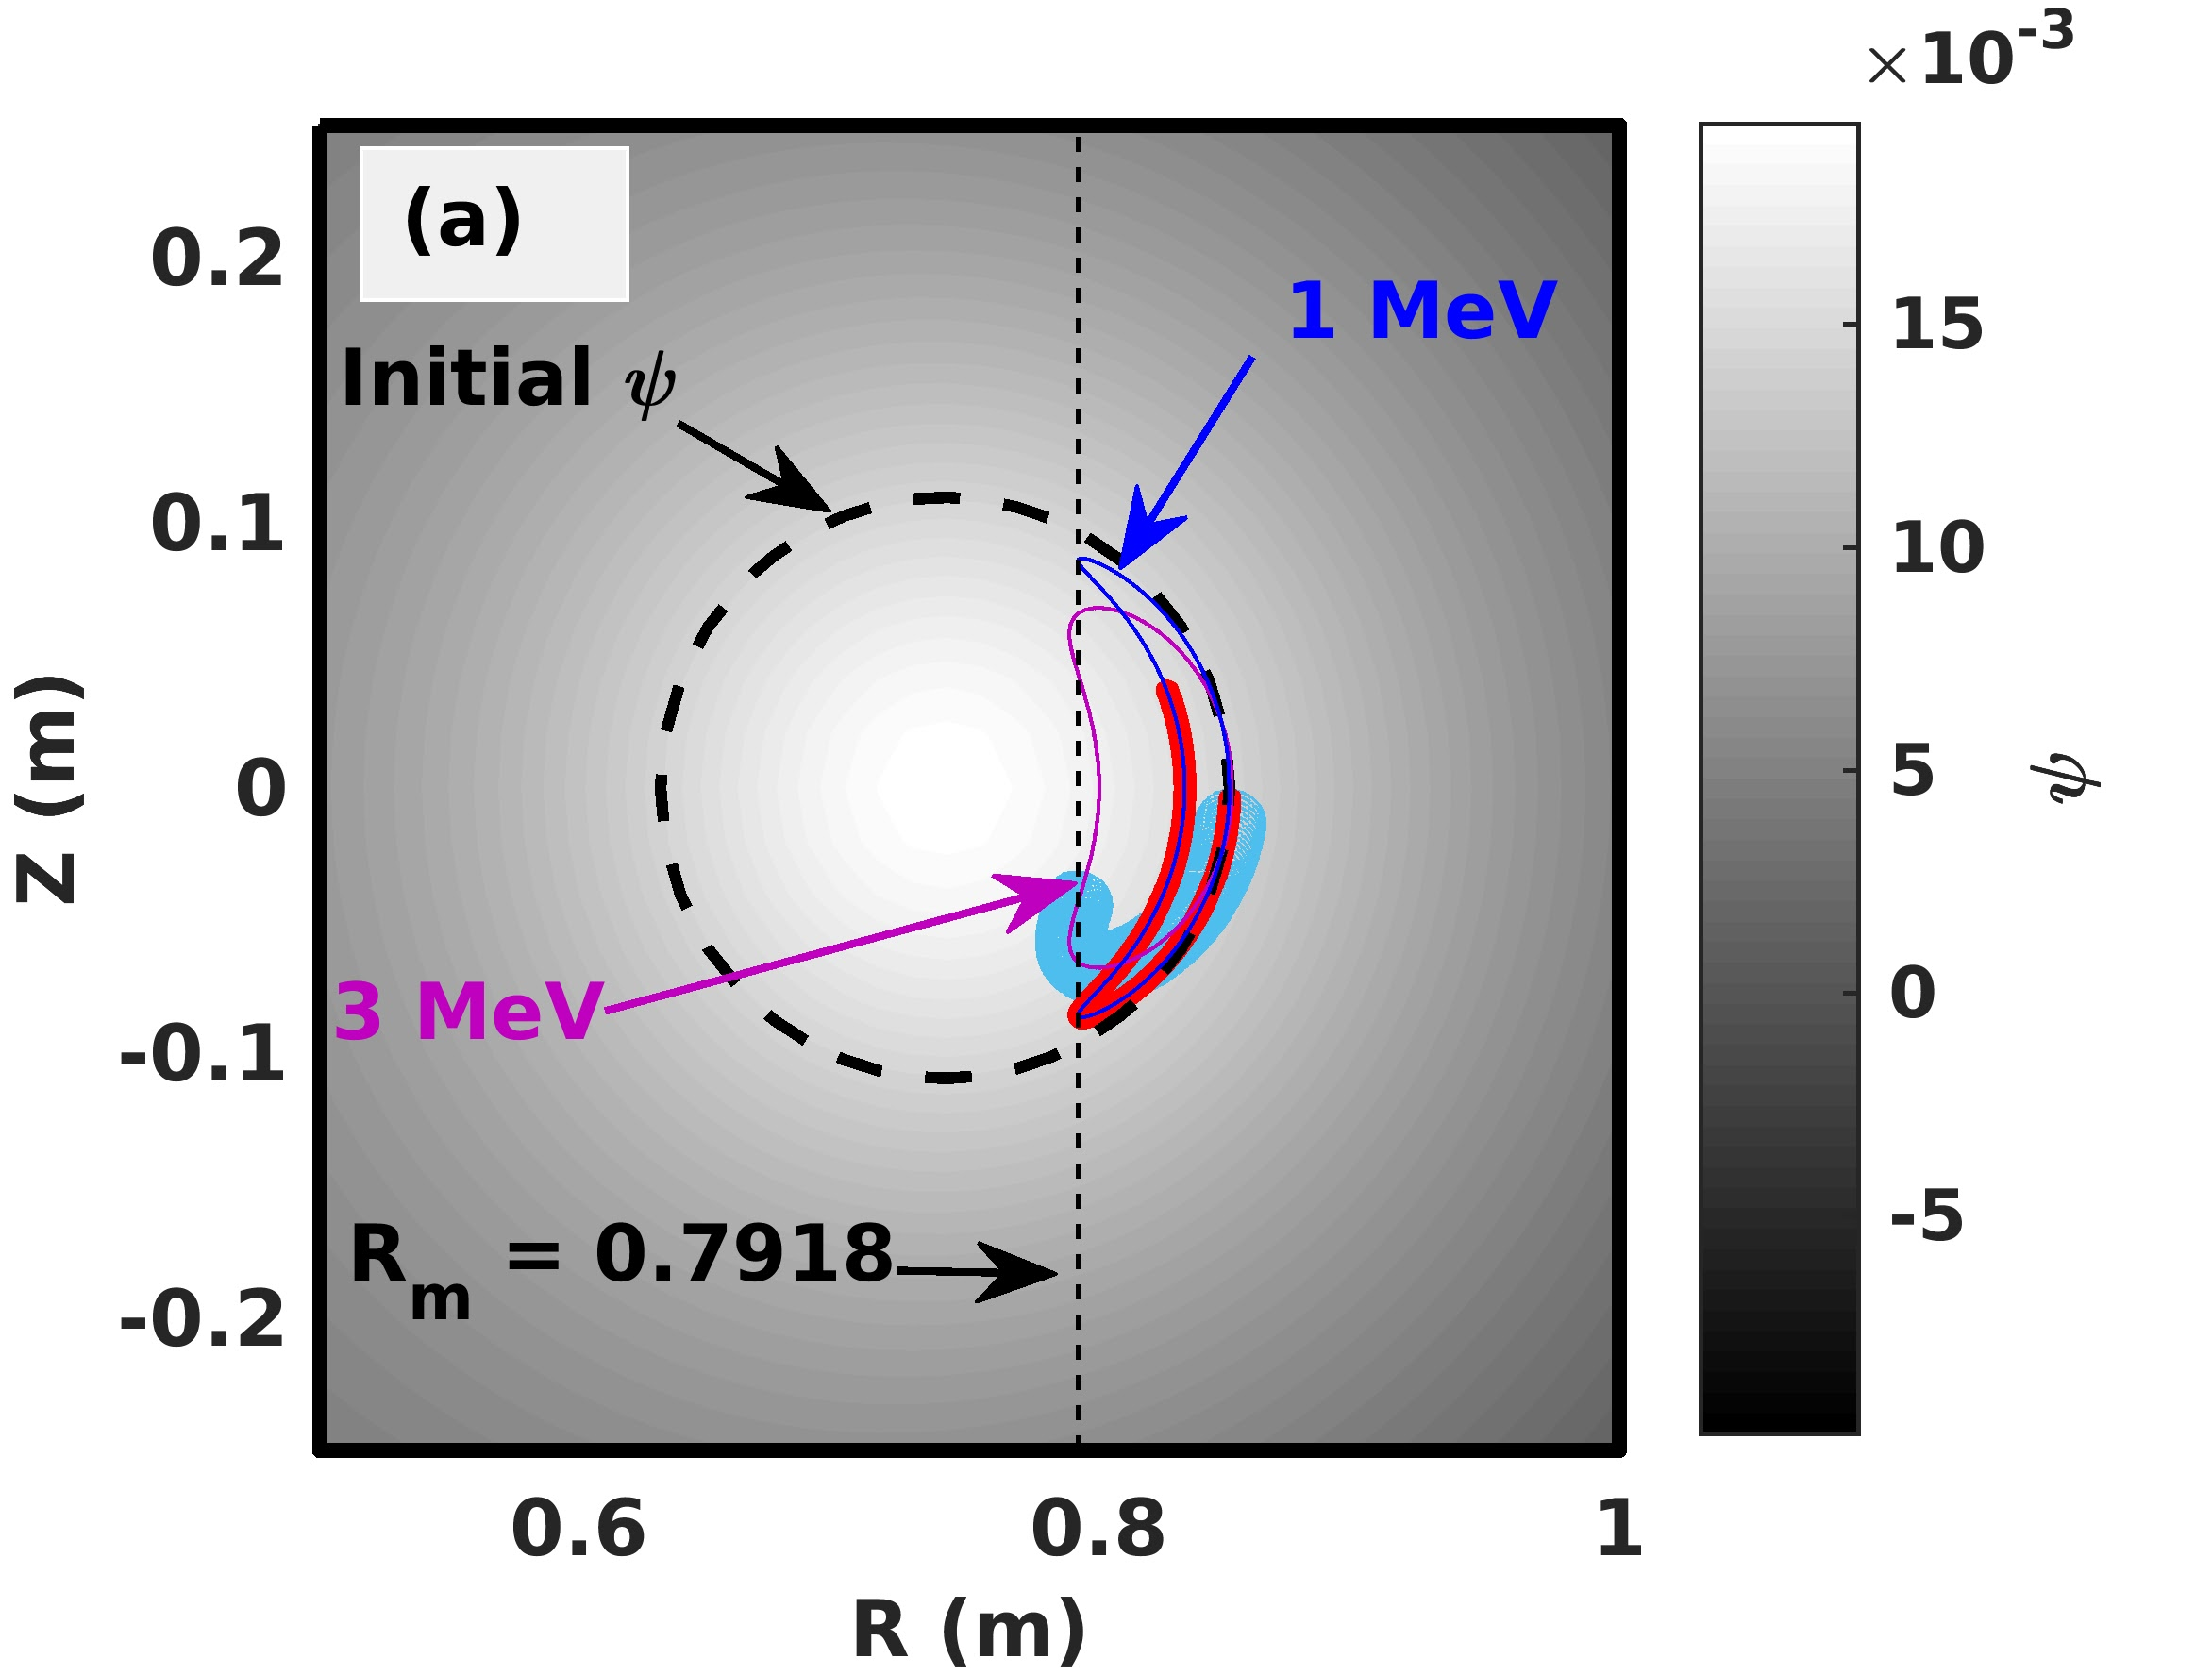 ×10-3
(a)
0.2
Initial ψ
1 MeV
0.1
0
3 MeV
-0.1
Rm = 0.7918
-0.2
Z (m)
15
10
5
0
-5
ψ
0.6 0.8 1
R (m)